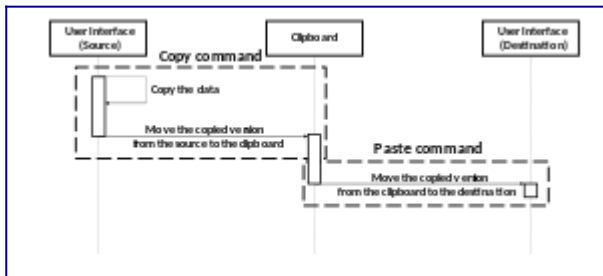 User Interface
(Source)
Clipboard
User Interface
(Destination)
Copy command
Copy the data
Move the copied version
from the source to the clipboard
Paste command
Move the copied version
from the clipboard to the destination